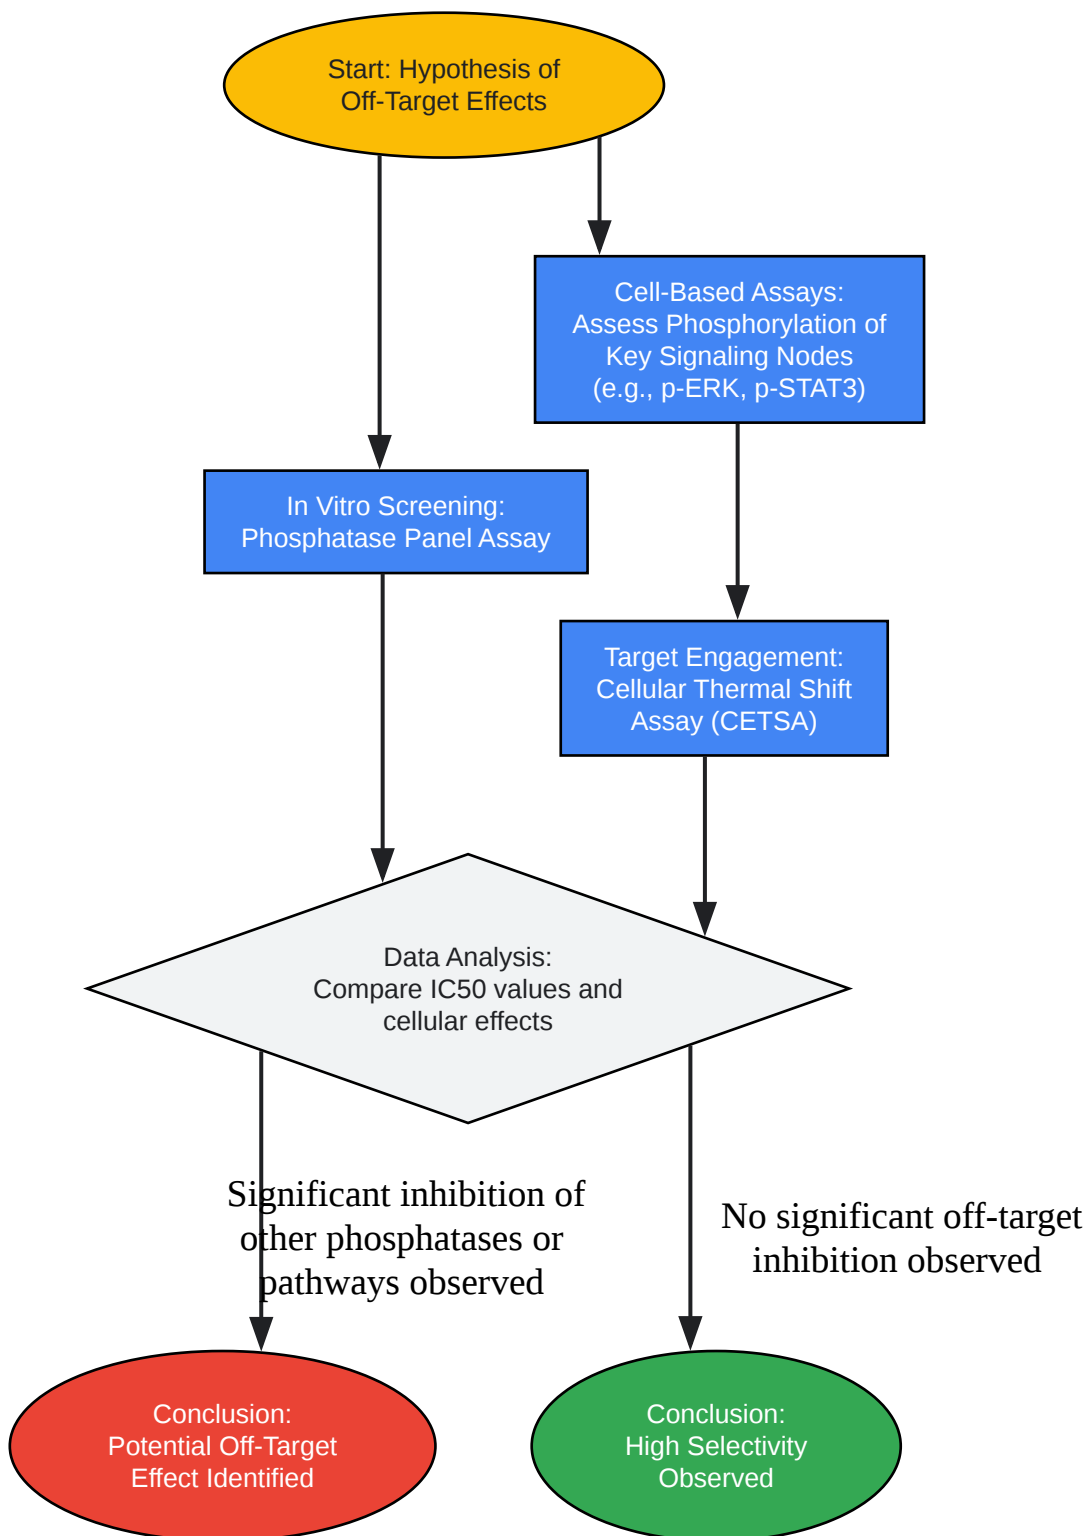 Start: Hypothesis of
Off-Target Effects
Cell-Based Assays:
Assess Phosphorylation of
Key Signaling Nodes
(e.g., p-ERK, p-STAT3)
In Vitro Screening:
Phosphatase Panel Assay
Target Engagement:
Cellular Thermal Shift
Assay (CETSA)
Data Analysis:
Compare IC50 values and
cellular effects
Significant inhibition of
other phosphatases or
pathways observed
No significant off-target
inhibition observed
Conclusion:
Potential Off-Target
Effect Identified
Conclusion:
High Selectivity
Observed